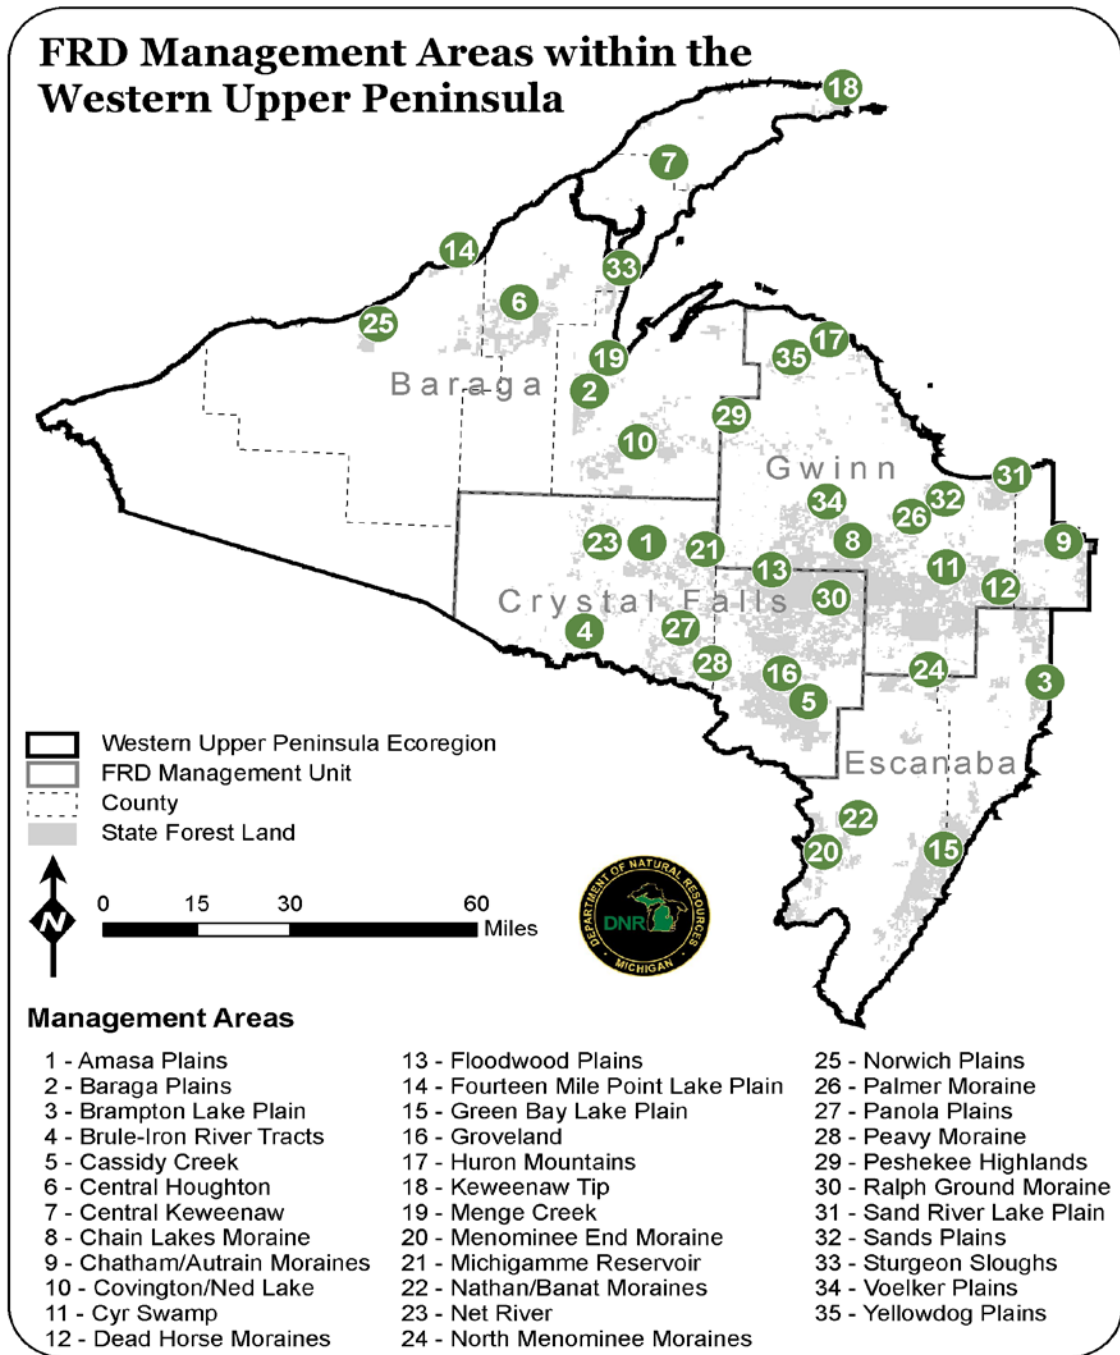 FRD Management Areas within the
Western Upper Peninsula
18
7
14
33
6
25
17
19
35
Baraga
2
29
10
Gwinn
31
32
34
26
23
1
21
8
9
13
11
12
Crystal Falls
30
4
27
28
16
24
3
5
Western Upper Peninsula Ecoregion
FRD Management Unit
County
State Forest Land
Escanaba
22
20
15
N
0 15 30 60
Miles
DEPARTMENT OF NATURAL RESOURCES
DNR
MICHIGAN
Management Areas
1 - Amasa Plains
2 - Baraga Plains
3 - Brampton Lake Plain
4 - Brule-Iron River Tracts
5 - Cassidy Creek
6 - Central Houghton
7 - Central Keweenaw
8 - Chain Lakes Moraine
9 - Chatham/Autrain Moraines
10 - Covington/Ned Lake
11 - Cyr Swamp
12 - Dead Horse Moraines
13 - Floodwood Plains
14 - Fourteen Mile Point Lake Plain
15 - Green Bay Lake Plain
16 - Groveland
17 - Huron Mountains
18 - Keweenaw Tip
19 - Menge Creek
20 - Menominee End Moraine
21 - Michigamme Reservoir
22 - Nathan/Banat Moraines
23 - Net River
24 - North Menominee Moraines
25 - Norwich Plains
26 - Palmer Moraine
27 - Panola Plains
28 - Peavy Moraine
29 - Peshekee Highlands
30 - Ralph Ground Moraine
31 - Sand River Lake Plain
32 - Sands Plains
33 - Sturgeon Sloughs
34 - Voelker Plains
35 - Yellowdog Plains